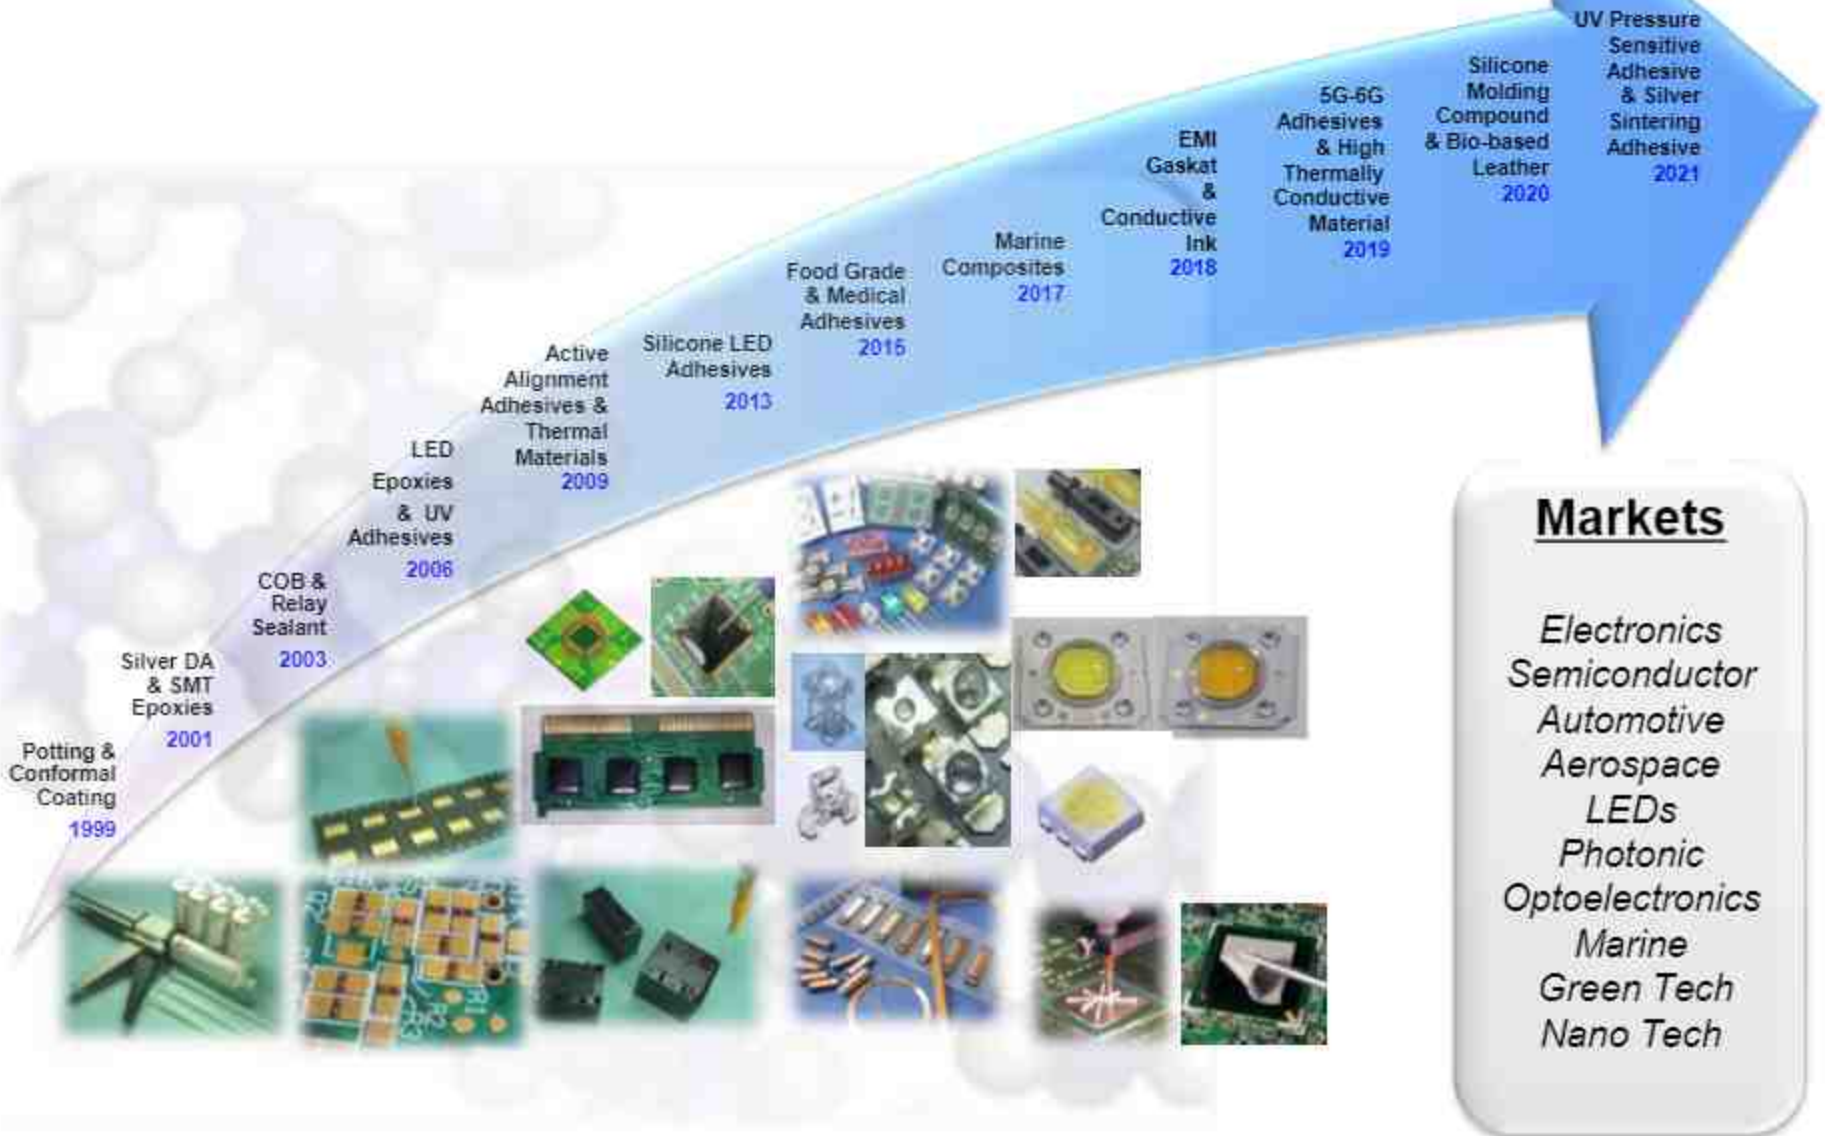 Potting &
Conformal
Coating
1999
Silver DA
& SMT
Epoxies
2001
COB &
Relay
Sealant
2003
LED
Epoxies
& UV
Adhesives
2006
Active
Alignment
Adhesives &
Thermal
Materials
2009
Silicone LED
Adhesives
2013
Food Grade
& Medical
Adhesives
2015
Marine
Composites
2017
EMI
Gaskat
&
Conductive
Ink
2018
5G-6G
Adhesives
& High
Thermally
Conductive
Material
2019
Silicone
Molding
Compound
& Bio-based
Leather
2020
UV Pressure
Sensitive
Adhesive
& Silver
Sintering
Adhesive
2021
Markets
Electronics
Semiconductor
Automotive
Aerospace
LEDs
Photonic
Optoelectronics
Marine
Green Tech
Nano Tech